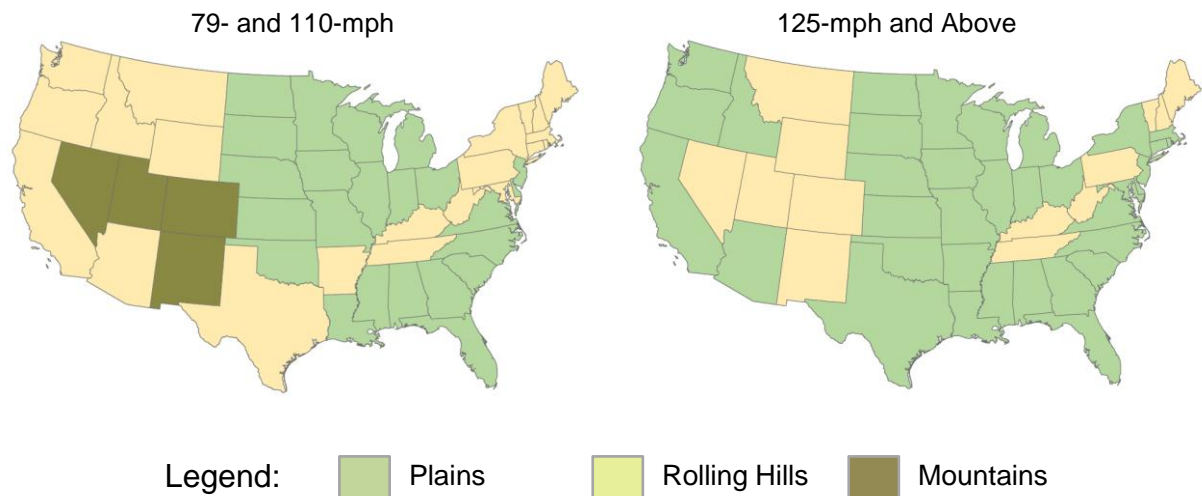 79- and 110-mph
125-mph and Above
Legend:
Plains
Rolling Hills
Mountains